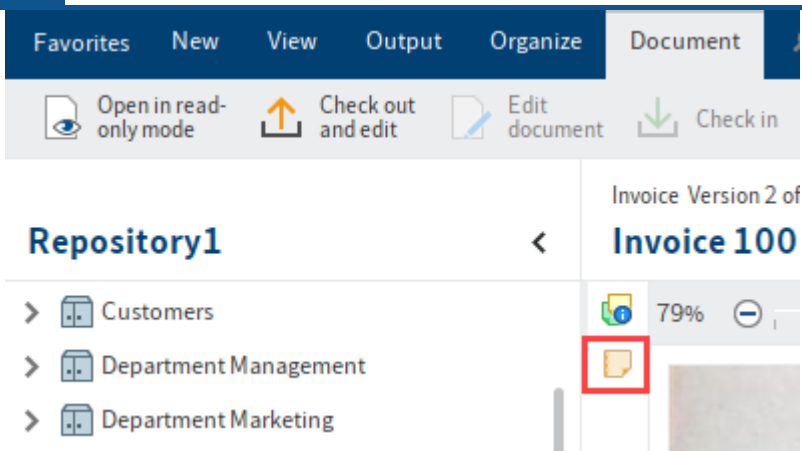 Favorites New View Output Organize Document
Open in read-only mode
Check out and edit
Edit document
Check in
Invoice Version 2 of
Repository1
Invoice 100
Customers
79%
Department Management
Department Marketing